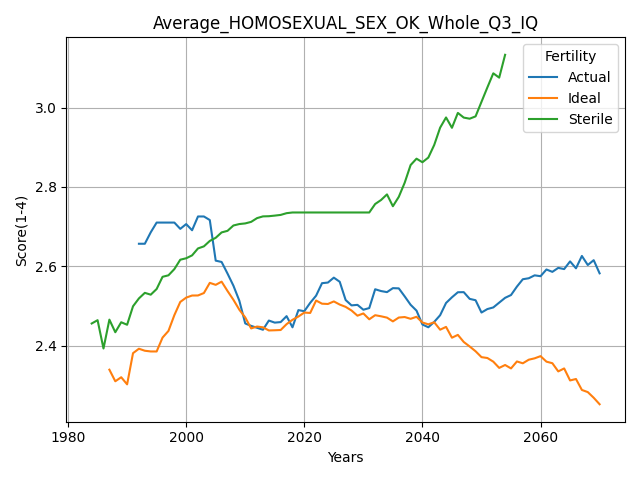 Average_HOMOSEXUAL_SEX_OK_Whole_Q3_IQ
Fertility
Actual
Ideal
Sterile
Score(1-4)
3.0
2.8
2.6
2.4
1980
2000
2020
2040
2060
Years